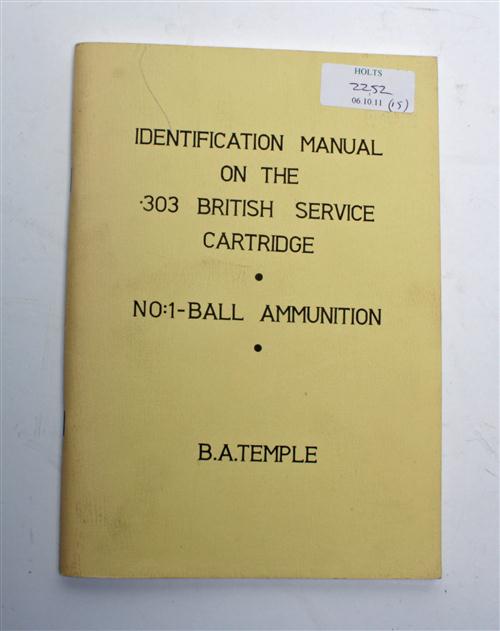 HOLTS
2252
06.10.11 (15)
IDENTIFICATION MANUAL
ON THE
·303 BRITISH SERVICE
CARTRIDGE
•
NO:1-BALL AMMUNITION
•
B.A.TEMPLE